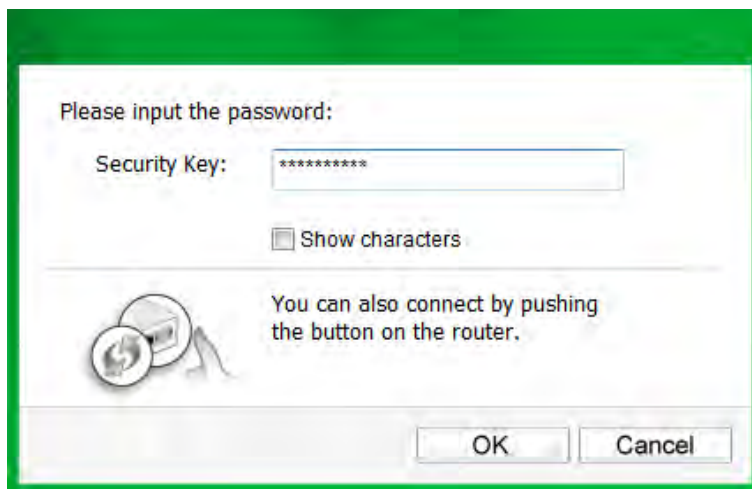 Please input the password:
Security Key: **********
Show characters
You can also connect by pushing
the button on the router.
OK Cancel